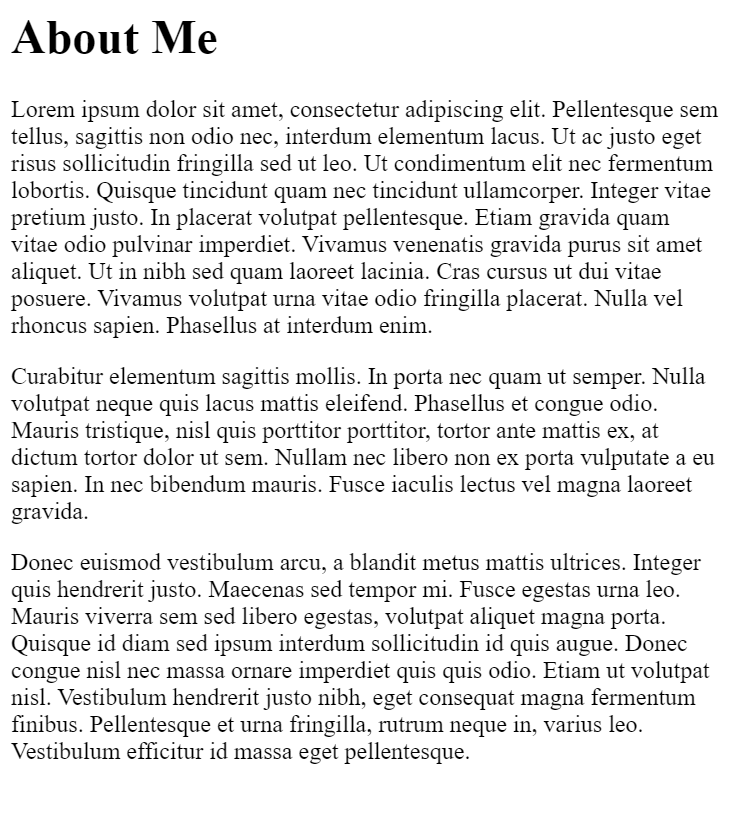 About Me
Lorem ipsum dolor sit amet, consectetur adipiscing elit. Pellentesque sem
tellus, sagittis non odio nec, interdum elementum lacus. Ut ac justo eget
risus sollicitudin fringilla sed ut leo. Ut condimentum elit nec fermentum
lobortis. Quisque tincidunt quam nec tincidunt ullamcorper. Integer vitae
pretium justo. In placerat volutpat pellentesque. Etiam gravida quam
vitae odio pulvinar imperdiet. Vivamus venenatis gravida purus sit amet
aliquet. Ut in nibh sed quam laoreet lacinia. Cras cursus ut dui vitae
posuere. Vivamus volutpat urna vitae odio fringilla placerat. Nulla vel
rhoncus sapien. Phasellus at interdum enim.
Curabitur elementum sagittis mollis. In porta nec quam ut semper. Nulla
volutpat neque quis lacus mattis eleifend. Phasellus et congue odio.
Mauris tristique, nisl quis porttitor porttitor, tortor ante mattis ex, at
dictum tortor dolor ut sem. Nullam nec libero non ex porta vulputate a eu
sapien. In nec bibendum mauris. Fusce iaculis lectus vel magna laoreet
gravida.
Donec euismod vestibulum arcu, a blandit metus mattis ultrices. Integer
quis hendrerit justo. Maecenas sed tempor mi. Fusce egestas urna leo.
Mauris viverra sem sed libero egestas, volutpat aliquet magna porta.
Quisque id diam sed ipsum interdum sollicitudin id quis augue. Donec
congue nisl nec massa ornare imperdiet quis quis odio. Etiam ut volutpat
nisl. Vestibulum hendrerit justo nibh, eget consequat magna fermentum
finibus. Pellentesque et urna fringilla, rutrum neque in, varius leo.
Vestibulum efficitur id massa eget pellentesque.